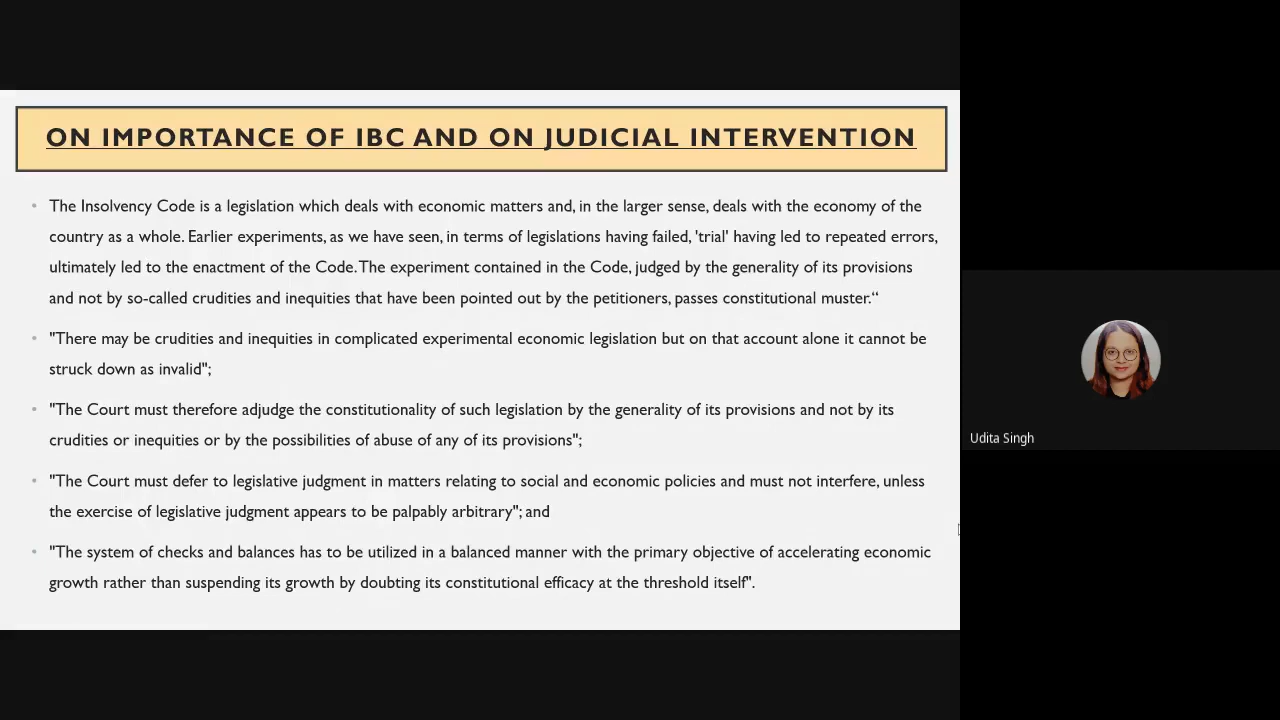 ON IMPORTANCE OF IBC AND ON JUDICIAL INTERVENTION
• The Insolvency Code is a legislation which deals with economic matters and, in the larger sense, deals with the economy of the
country as a whole. Earlier experiments, as we have seen, in terms of legislations having failed, 'trial' having led to repeated errors,
ultimately led to the enactment of the Code. The experiment contained in the Code, judged by the generality of its provisions
and not by so-called crudities and inequities that have been pointed out by the petitioners, passes constitutional muster.“
• "There may be crudities and inequities in complicated experimental economic legislation but on that account alone it cannot be
struck down as invalid";
• "The Court must therefore adjudge the constitutionality of such legislation by the generality of its provisions and not by its
crudities or inequities or by the possibilities of abuse of any of its provisions";
• "The Court must defer to legislative judgment in matters relating to social and economic policies and must not interfere, unless
the exercise of legislative judgment appears to be palpably arbitrary"; and
• "The system of checks and balances has to be utilized in a balanced manner with the primary objective of accelerating economic
growth rather than suspending its growth by doubting its constitutional efficacy at the threshold itself".
Udita Singh